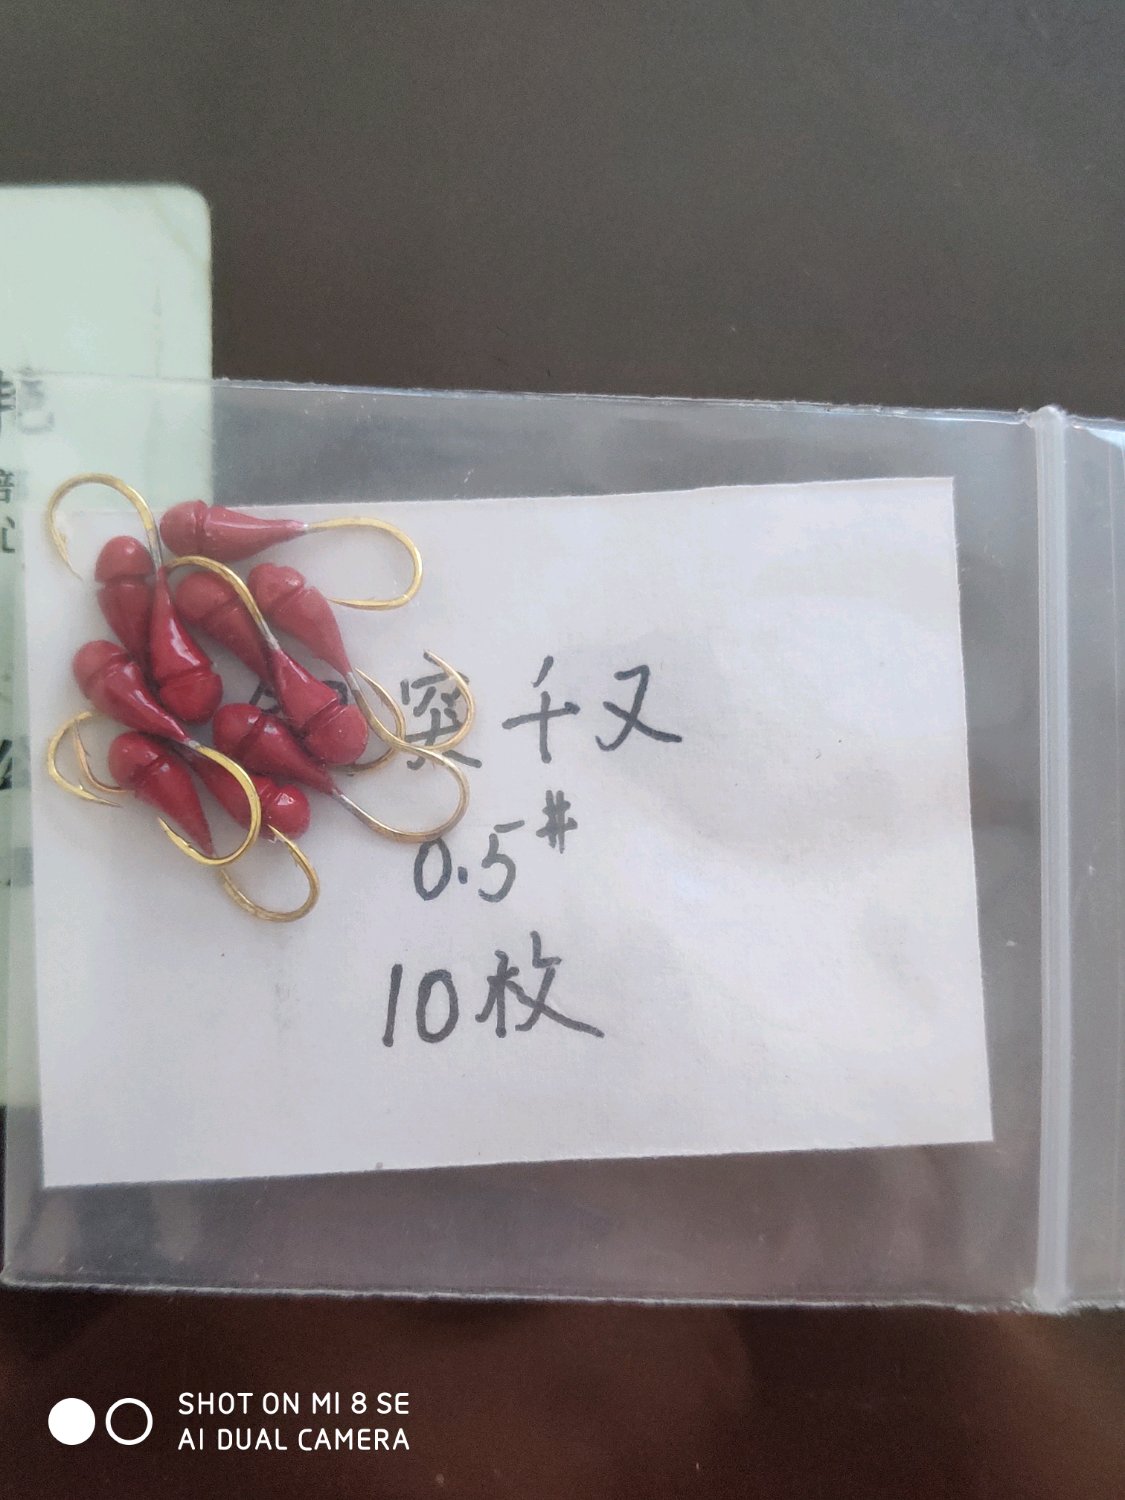 千又
0.5#
10枚
SHOT ON MI 8 SE
AI DUAL CAMERA